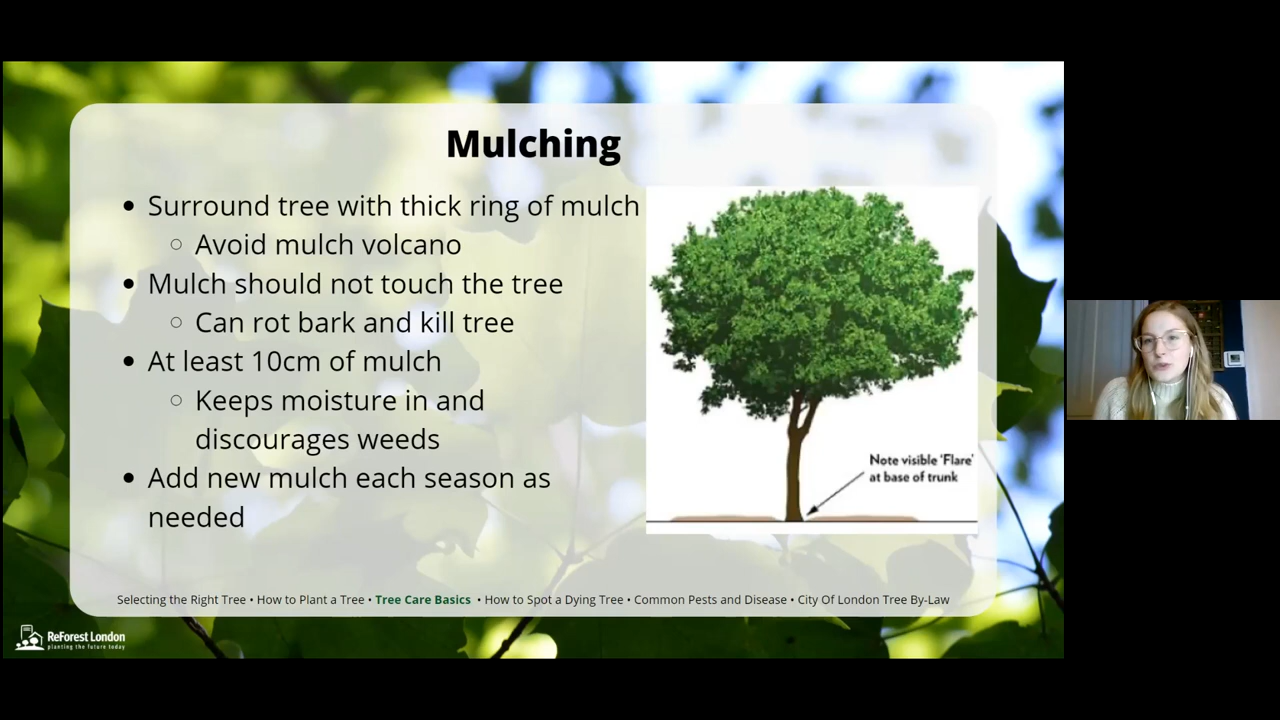 Mulching
• Surround tree with thick ring of mulch
○ Avoid mulch volcano
• Mulch should not touch the tree
○ Can rot bark and kill tree
• At least 10cm of mulch
○ Keeps moisture in and
discourages weeds
• Add new mulch each season as
needed
Note visible 'Flare'
at base of trunk
Selecting the Right Tree • How to Plant a Tree • Tree Care Basics • How to Spot a Dying Tree • Common Pests and Disease • City Of London Tree By-Law
ReForest London
planting the future today